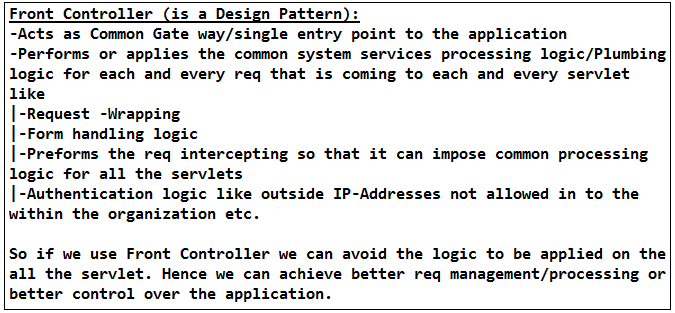 Front Controller (is a Design Pattern):
-Acts as Common Gate way/single entry point to the application
-Performs or applies the common system services processing logic/Plumbing
logic for each and every req that is coming to each and every servlet
like
|-Request -Wrapping
|-Form handling logic
|-Preforms the req intercepting so that it can impose common processing
logic for all the servlets
|-Authentication logic like outside IP-Addresses not allowed in to the
within the organization etc.
So if we use Front Controller we can avoid the logic to be applied on the
all the servlet. Hence we can achieve better req management/processing or
better control over the application.